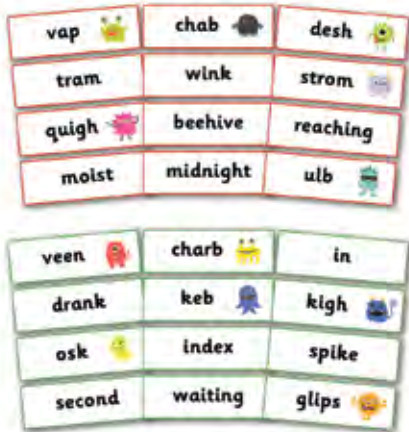 vap chab desh
tram wink strom
quigh beehive reaching
moist midnight ulb
veen charb in
drank keb kigh
osk index spike
second waiting glips